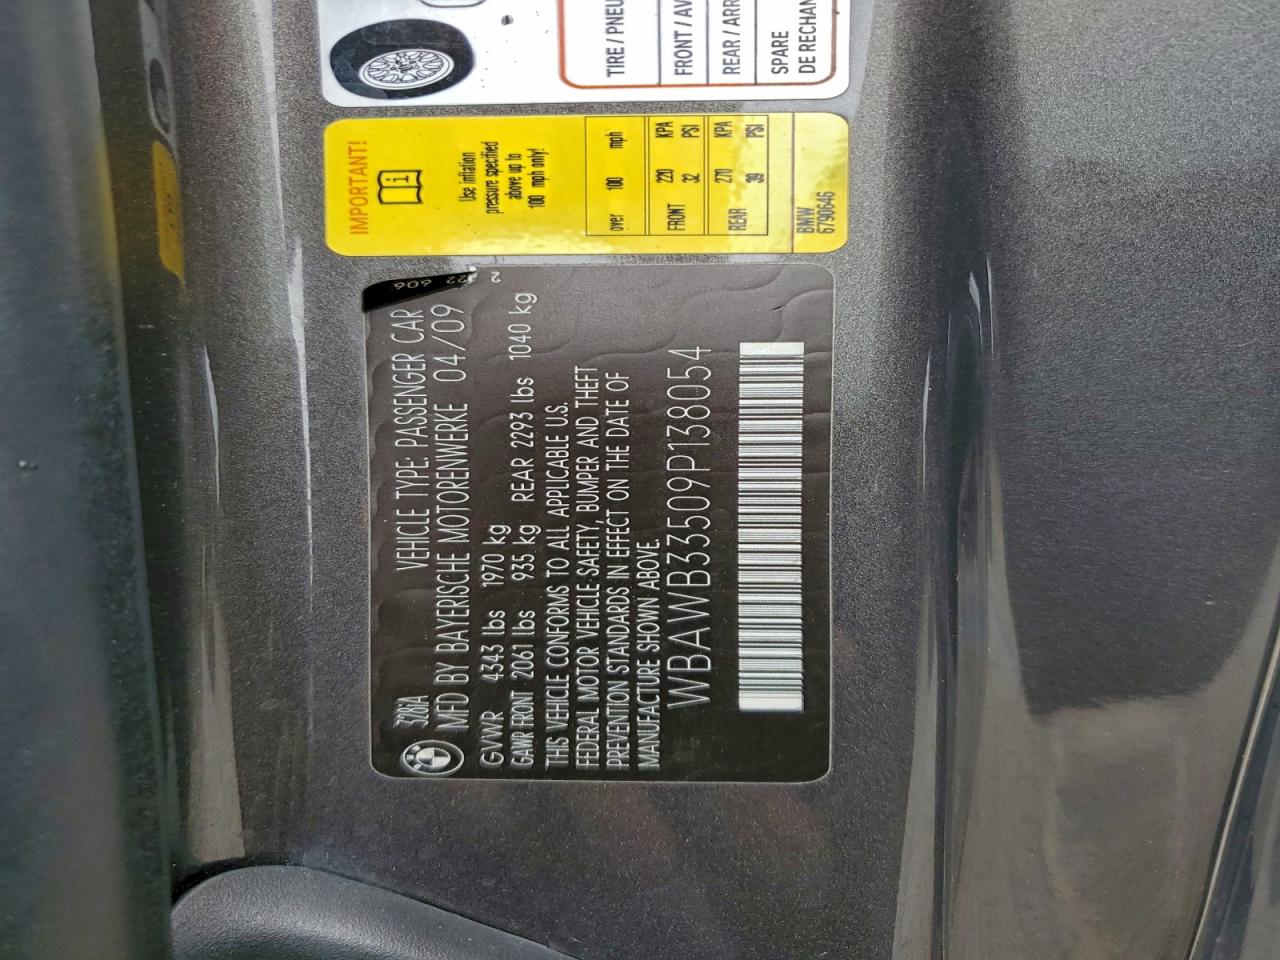 TIRE / PNEU
FRONT / AV
REAR / ARR
SPARE
DE RECHAN
IMPORTANT!
Use inflation
pressure specified
above up to
100 mph only!
over 100 mph
FRONT 220 KPA
32 PSI
REAR 270 KPA
39 PSI
BMW
6790646
606 22 2
328iA VEHICLE TYPE: PASSENGER CAR
MFD BY BAYERISCHE MOTORENWERKE 04/09
GVWR 4343 lbs 1970 kg
GAWR FRONT 2061 lbs 935 kg REAR 2293 lbs 1040 kg
THIS VEHICLE CONFORMS TO ALL APPLICABLE U.S.
FEDERAL MOTOR VEHICLE SAFETY, BUMPER AND THEFT
PREVENTION STANDARDS IN EFFECT ON THE DATE OF
MANUFACTURE SHOWN ABOVE.
WBAWB33509P138054